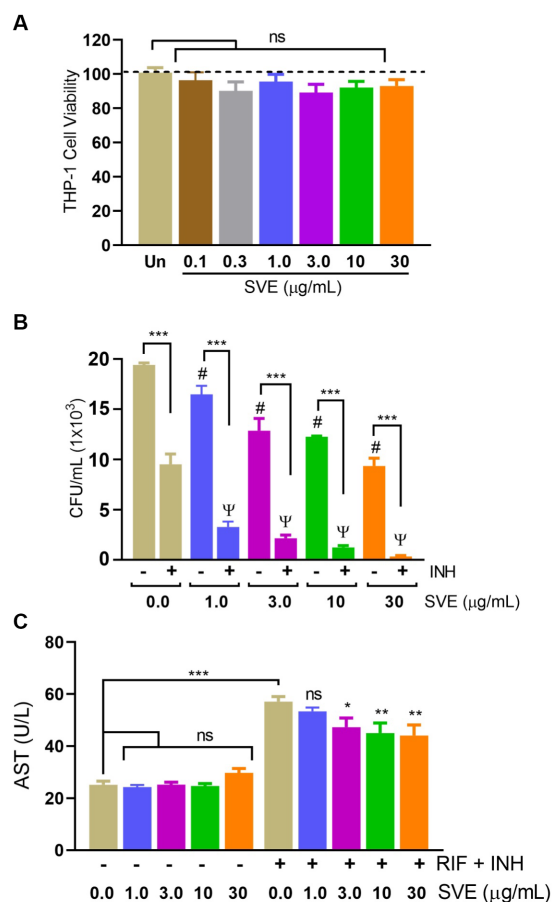 A
ns
120
100
80
60
40
20
0
THP-1 Cell Viability
Un 0.1 0.3 1.0 3.0 10 30
SVE (μg/mL)
B
*** *** *** *** ***
# # # #
Ψ Ψ Ψ Ψ
20
15
10
5
0
CFU/mL (1x10³)
- + - + - + - + - + INH
0.0 1.0 3.0 10 30 SVE (μg/mL)
C
***
ns
ns * ** **
80
60
40
20
0
AST (U/L)
- - - - - + + + + + RIF + INH
0.0 1.0 3.0 10 30 0.0 1.0 3.0 10 30 SVE (μg/mL)